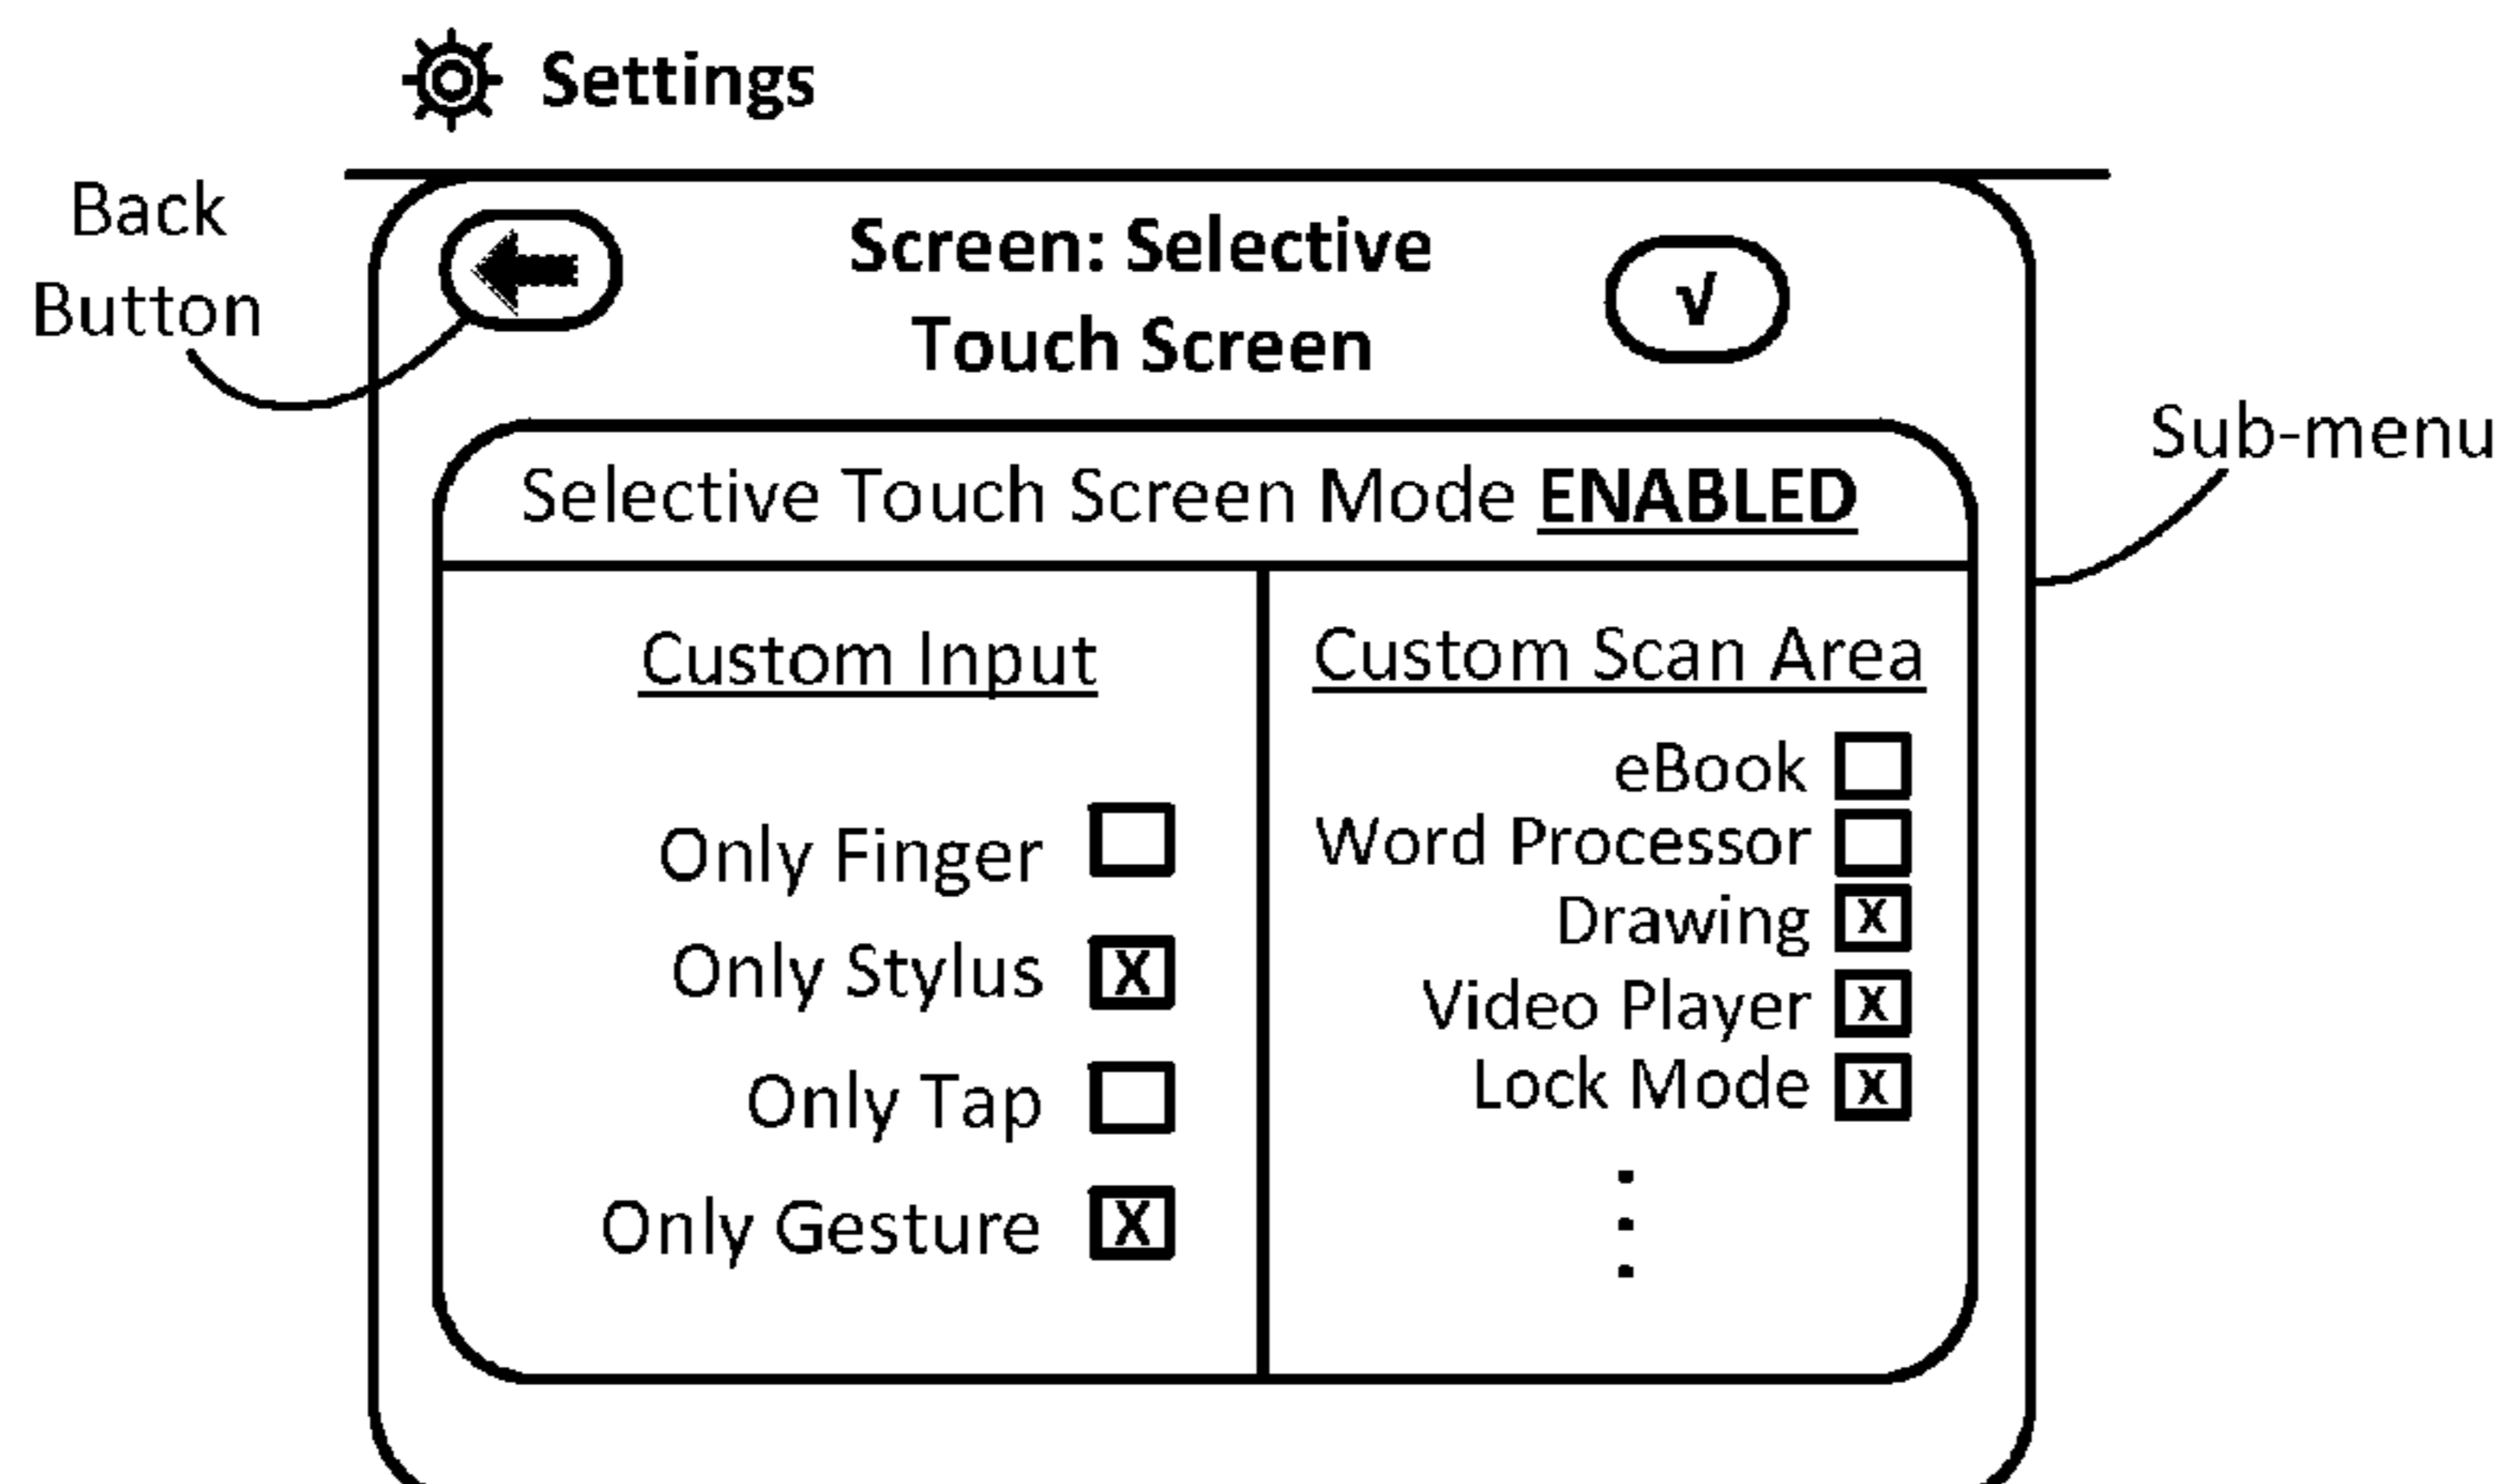 Settings
Back
Button
Screen: Selective
Touch Screen
√
Sub-menu
Selective Touch Screen Mode ENABLED
Custom Input
Only Finger
Only Stylus X
Only Tap
Only Gesture X
Custom Scan Area
eBook
Word Processor
Drawing X
Video Player X
Lock Mode X